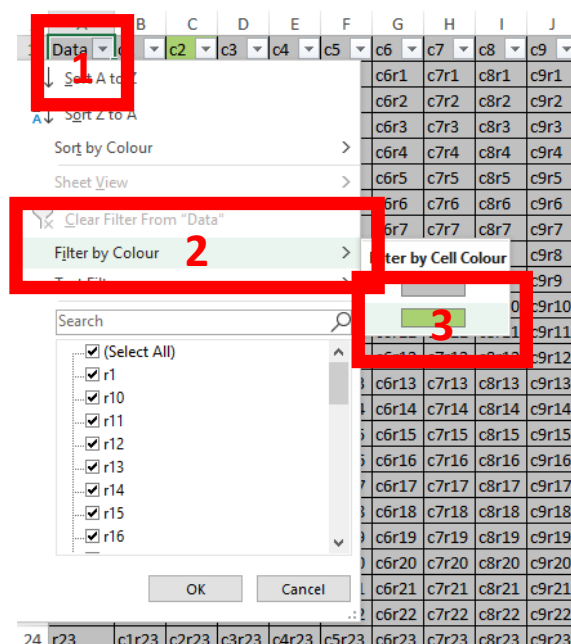 A B C D E F G H I J
1 Data c2 c3 c4 c5 c6 c7 c8 c9
Sort A to Z c6r1 c7r1 c8r1 c9r1
c6r2 c7r2 c8r2 c9r2
Sort Z to A c6r3 c7r3 c8r3 c9r3
Sort by Colour c6r4 c7r4 c8r4 c9r4
Sheet View c6r5 c7r5 c8r5 c9r5
c6r6 c7r6 c8r6 c9r6
Clear Filter From "Data" c6r7 c7r7 c8r7 c9r7
Filter by Colour 2 by Cell Colour c9r8
c9r9
3 c9r10
Search c9r11
(Select All) c9r12
r1 c6r13 c7r13 c8r13 c9r13
r10 c6r14 c7r14 c8r14 c9r14
r11 c6r15 c7r15 c8r15 c9r15
r12 c6r16 c7r16 c8r16 c9r16
r13 c6r17 c7r17 c8r17 c9r17
r14 c6r18 c7r18 c8r18 c9r18
r15 c6r19 c7r19 c8r19 c9r19
r16 c6r20 c7r20 c8r20 c9r20
OK Cancel c6r21 c7r21 c8r21 c9r21
c6r22 c7r22 c8r22 c9r22
24 r23 c1r23 c2r23 c3r23 c4r23 c5r23 c6r23 c7r23 c8r23 c9r23